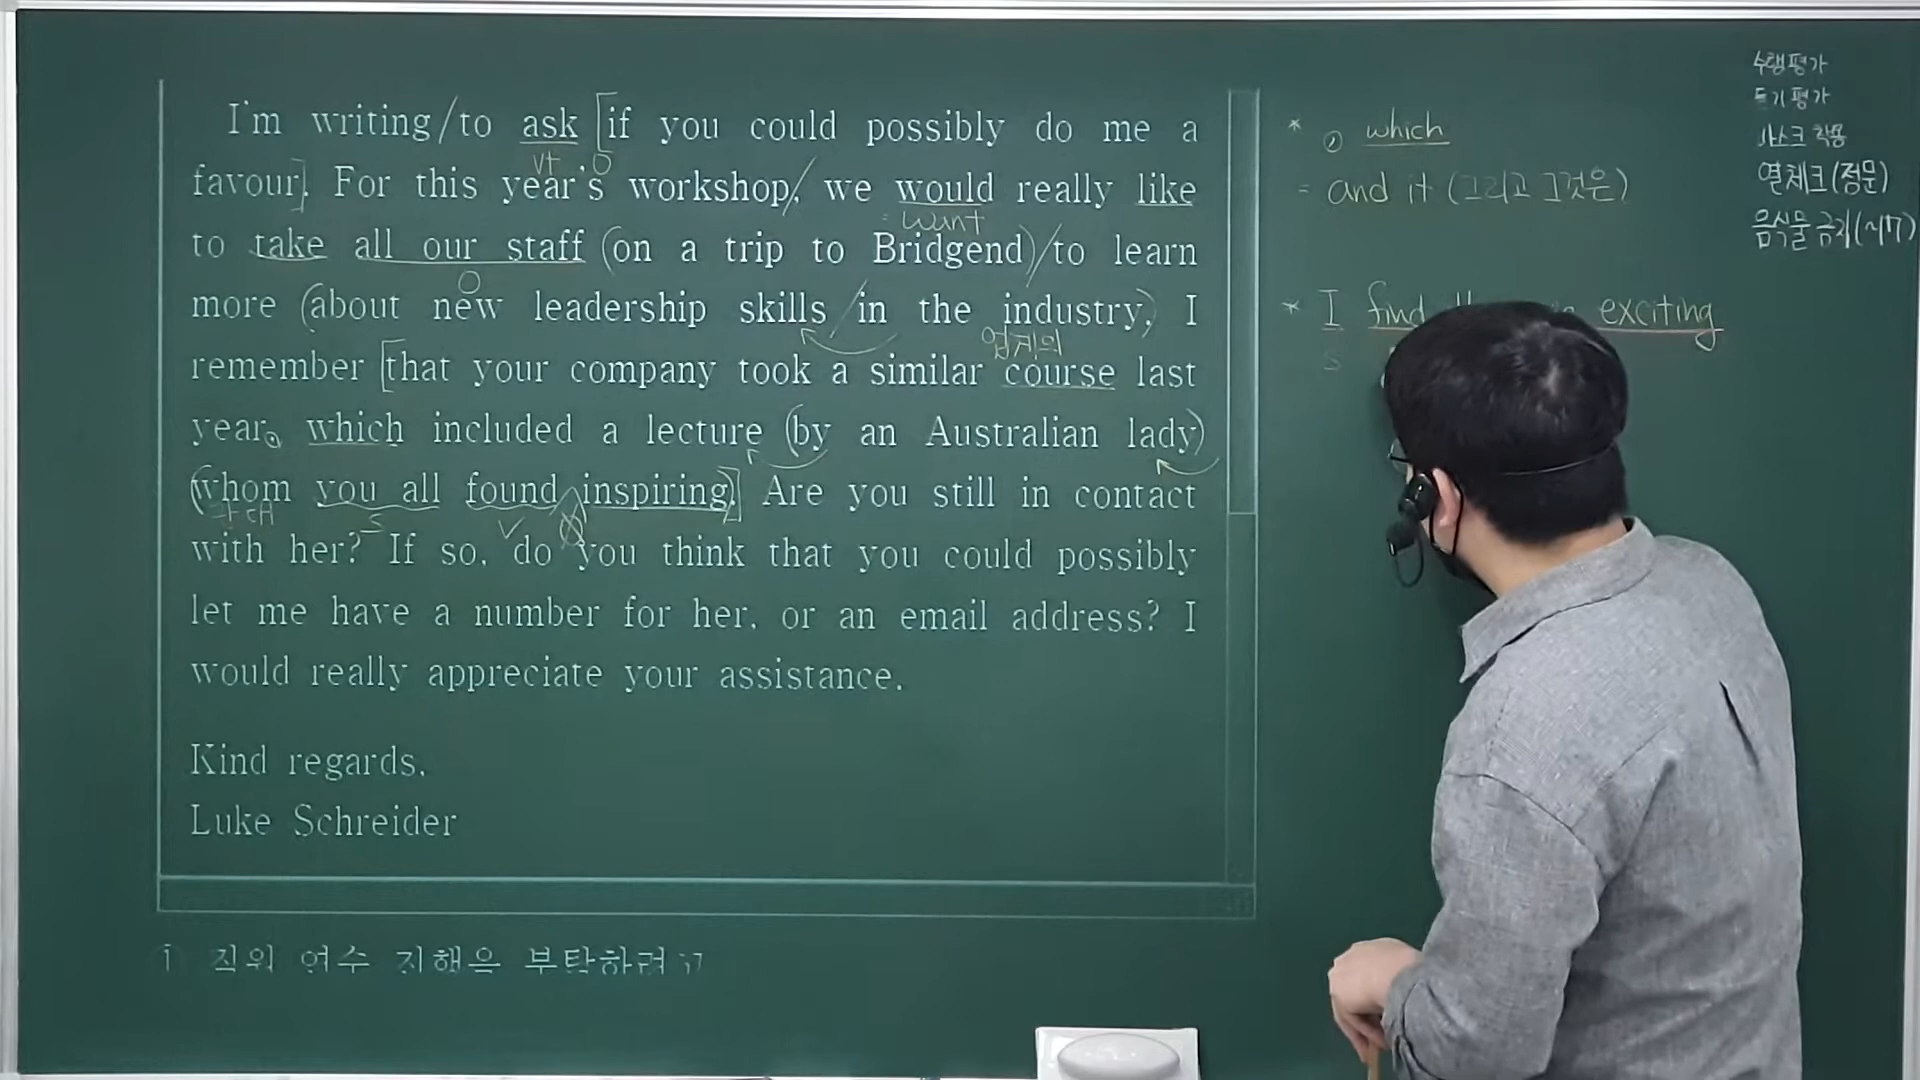 I'm writing/to ask [if you could possibly do me a
vt O
favour]. For this year's workshop,/ we would really like
= want
to take all our staff (on a trip to Bridgend)/to learn
O
more (about new leadership skills/in the industry.) I
업계의
remember [that your company took a similar course last
year, which included a lecture (by an Australian lady)
(whom you all found inspiring.)] Are you still in contact
관대 S V
with her? If so, do you think that you could possibly
let me have a number for her, or an email address? I
would really appreciate your assistance.
Kind regards,
Luke Schreider
① 직원 연수 진행을 부탁하려고
* , which
= and it (그리고 그것은)
* I find exciting
S
수행평가
듣기평가
마스크 착용
열체크(정문)
음식물 금지(~17)